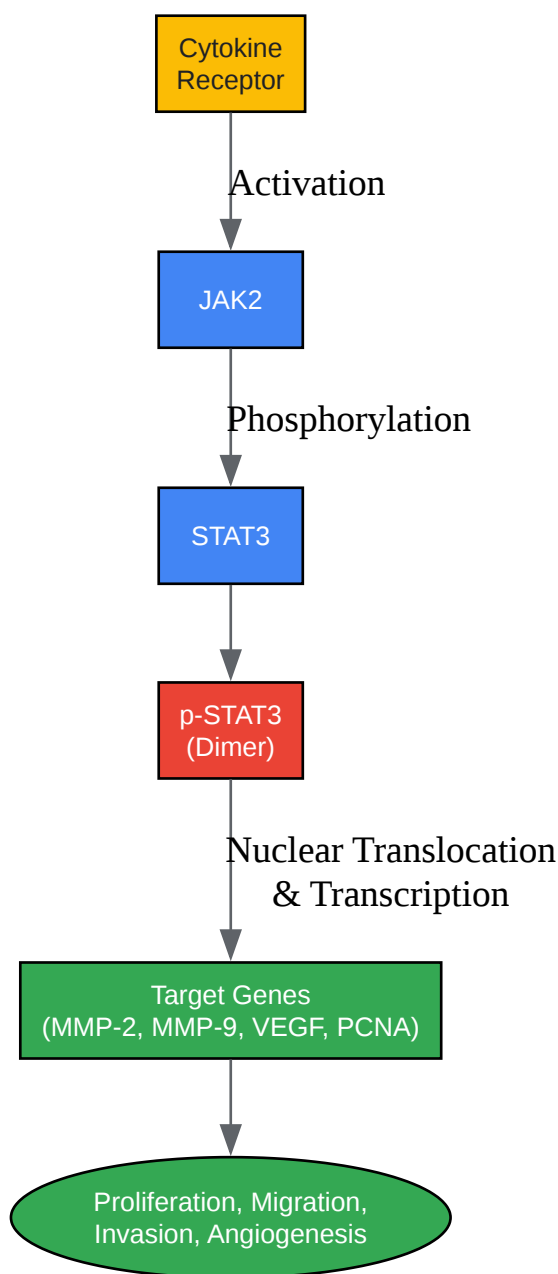 Cytokine
Receptor
Activation
JAK2
Phosphorylation
STAT3
p-STAT3
(Dimer)
Nuclear Translocation
& Transcription
Target Genes
(MMP-2, MMP-9, VEGF, PCNA)
Proliferation, Migration,
Invasion, Angiogenesis